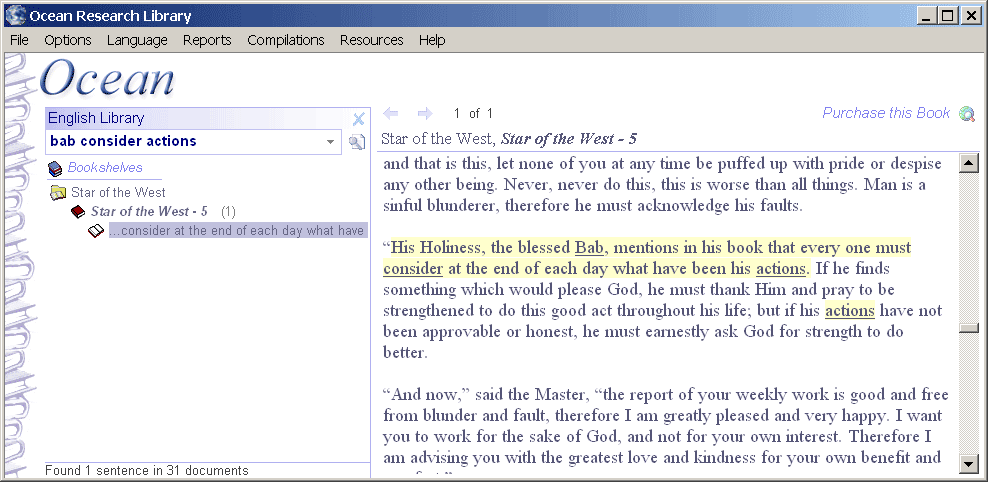 Ocean Research Library
File Options Language Reports Compilations Resources Help
Ocean
English Library
bab consider actions
Bookshelves
Star of the West
Star of the West - 5 (1)
...consider at the end of each day what have
Found 1 sentence in 31 documents
1 of 1
Purchase this Book
Star of the West, Star of the West - 5
and that is this, let none of you at any time be puffed up with pride or despise
any other being. Never, never do this, this is worse than all things. Man is a
sinful blunderer, therefore he must acknowledge his faults.
“His Holiness, the blessed Bab, mentions in his book that every one must
consider at the end of each day what have been his actions. If he finds
something which would please God, he must thank Him and pray to be
strengthened to do this good act throughout his life; but if his actions have not
been approvable or honest, he must earnestly ask God for strength to do
better.
“And now,” said the Master, “the report of your weekly work is good and free
from blunder and fault, therefore I am greatly pleased and very happy. I want
you to work for the sake of God, and not for your own interest. Therefore I
am advising you with the greatest love and kindness for your own benefit and